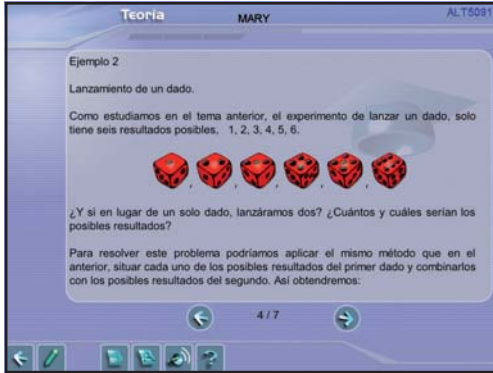 Teoría
MARY
ALT5091
Ejemplo 2
Lanzamiento de un dado.
Como estudiamos en el tema anterior, el experimento de lanzar un dado, solo
tiene seis resultados posibles, 1, 2, 3, 4, 5, 6.
, , , , ,
¿Y si en lugar de un solo dado, lanzáramos dos? ¿Cuántos y cuáles serían los
posibles resultados?
Para resolver este problema podríamos aplicar el mismo método que en el
anterior, situar cada uno de los posibles resultados del primer dado y combinarlos
con los posibles resultados del segundo. Así obtendremos:
4 / 7
?